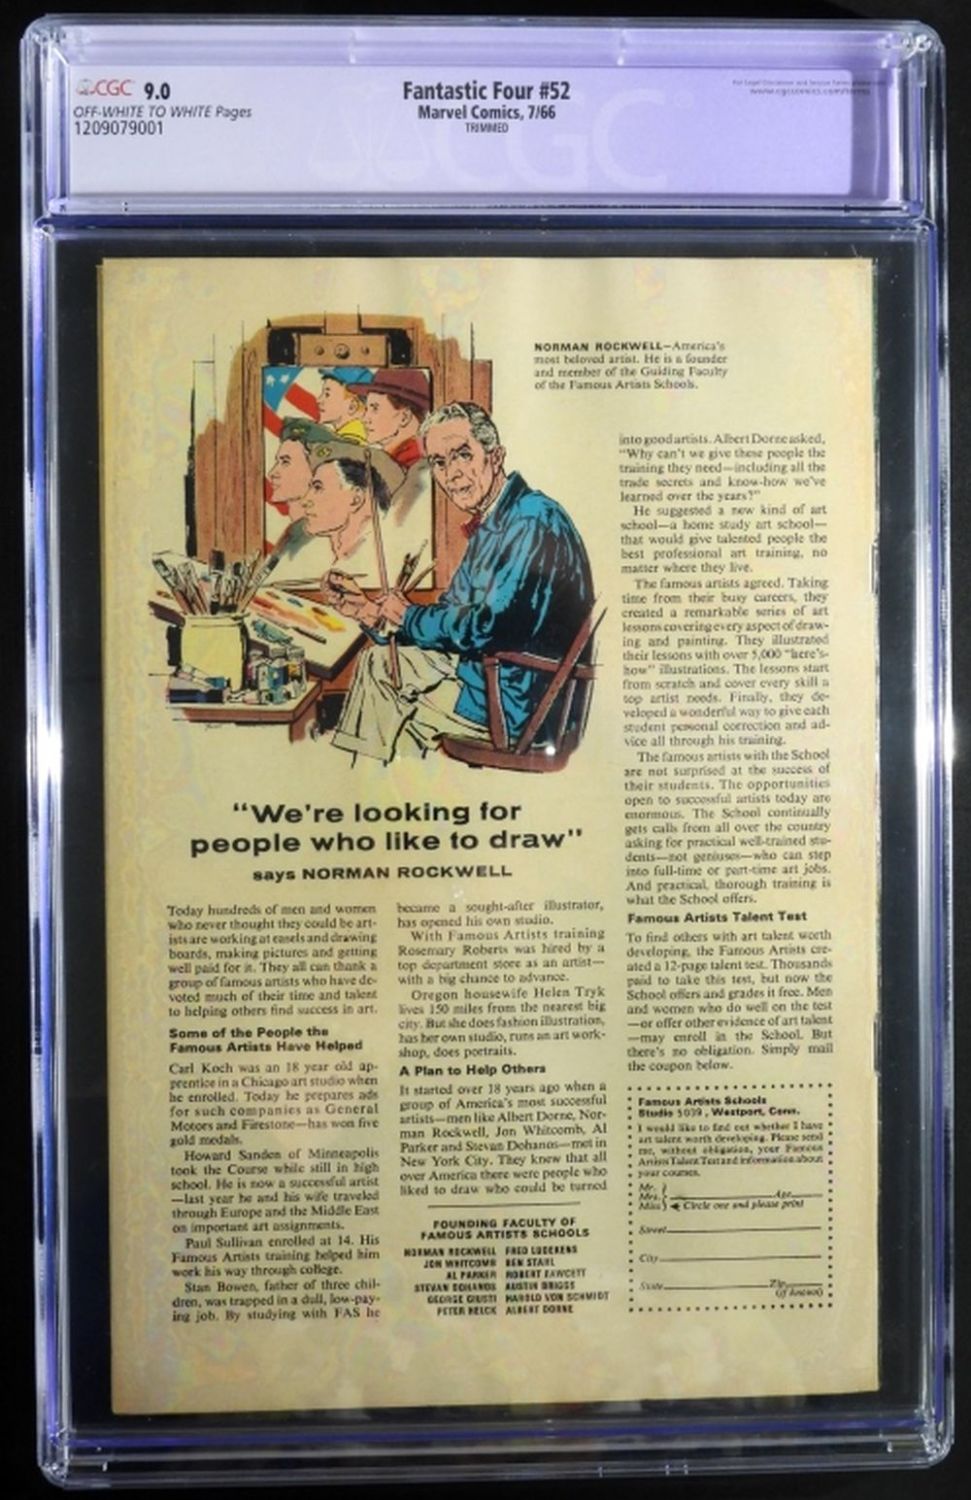 CGC 9.0
OFF-WHITE TO WHITE Pages
1209079001
Fantastic Four #52
Marvel Comics, 7/66
TRIMMED
CGC
NORMAN ROCKWELL—America's
most beloved artist. He is a founder
and member of the Guiding Faculty
of the Famous Artists Schools.
"We're looking for
people who like to draw"
says NORMAN ROCKWELL
Today hundreds of men and women
who never thought they could be art-
ists are working at easels and drawing
boards, making pictures and getting
well paid for it. They all can thank a
group of famous artists who have de-
voted much of their time and talent
to helping others find success in art.
Some of the People the
Famous Artists Have Helped
Carl Koch was an 18 year old ap-
prentice in a Chicago art studio when
he enrolled. Today he prepares ads
for such companies as General
Motors and Firestone—has won five
gold medals.
Howard Sanden of Minneapolis
took the Course while still in high
school. He is now a successful artist
—last year he and his wife traveled
through Europe and the Middle East
on important art assignments.
Paul Sullivan enrolled at 14. His
Famous Artists training helped him
work his way through college.
Stan Bowen, father of three chil-
dren, was trapped in a dull, low-pay-
ing job. By studying with FAS he
became a sought-after illustrator,
has opened his own studio.
With Famous Artists training
Rosemary Roberts was hired by a
top department store as an artist—
with a big chance to advance.
Oregon housewife Helen Tryk
lives 150 miles from the nearest big
city. But she does fashion illustration,
has her own studio, runs an art work-
shop, does portraits.
A Plan to Help Others
It started over 18 years ago when a
group of America's most successful
artists—men like Albert Dorne, Nor-
man Rockwell, Jon Whitcomb, Al
Parker and Stevan Dohanos—met in
New York City. They knew that all
over America there were people who
liked to draw who could be turned
FOUNDING FACULTY OF
FAMOUS ARTISTS SCHOOLS
NORMAN ROCKWELL FRED LUDEKENS
JON WHITCOMB BEN STAHL
AL PARKER ROBERT FAWCETT
STEVAN DOHANOS AUSTIN BRIGGS
GEORGE GIUSTI HAROLD VON SCHMIDT
PETER HELCK ALBERT DORNE
into good artists. Albert Dorne asked,
"Why can't we give these people the
training they need—including all the
trade secrets and know-how we've
learned over the years?"
He suggested a new kind of art
school—a home study art school—
that would give talented people the
best professional art training, no
matter where they live.
The famous artists agreed. Taking
time from their busy careers, they
created a remarkable series of art
lessons covering every aspect of draw-
ing and painting. They illustrated
their lessons with over 5,000 "here's-
how" illustrations. The lessons start
from scratch and cover every skill a
top artist needs. Finally, they de-
veloped a wonderful way to give each
student personal correction and ad-
vice all through his training.
The famous artists with the School
are not surprised at the success of
their students. The opportunities
open to successful artists today are
enormous. The School continually
gets calls from all over the country
asking for practical well-trained stu-
dents—not geniuses—who can step
into full-time or part-time art jobs.
And practical, thorough training is
what the School offers.
Famous Artists Talent Test
To find others with art talent worth
developing, the Famous Artists cre-
ated a 12-page talent test. Thousands
paid to take this test, but now the
School offers and grades it free. Men
and women who do well on the test
—or offer other evidence of art talent
—may enroll in the School. But
there's no obligation. Simply mail
the coupon below.
Famous Artists Schools
Studio 5039, Westport, Conn.
I would like to find out whether I have
art talent worth developing. Please send
me, without obligation, your Famous
Artists Talent Test and information about
your courses.
Mr.
Mrs. Age
Miss Circle one and please print
Street
City
State Zip
(if known)